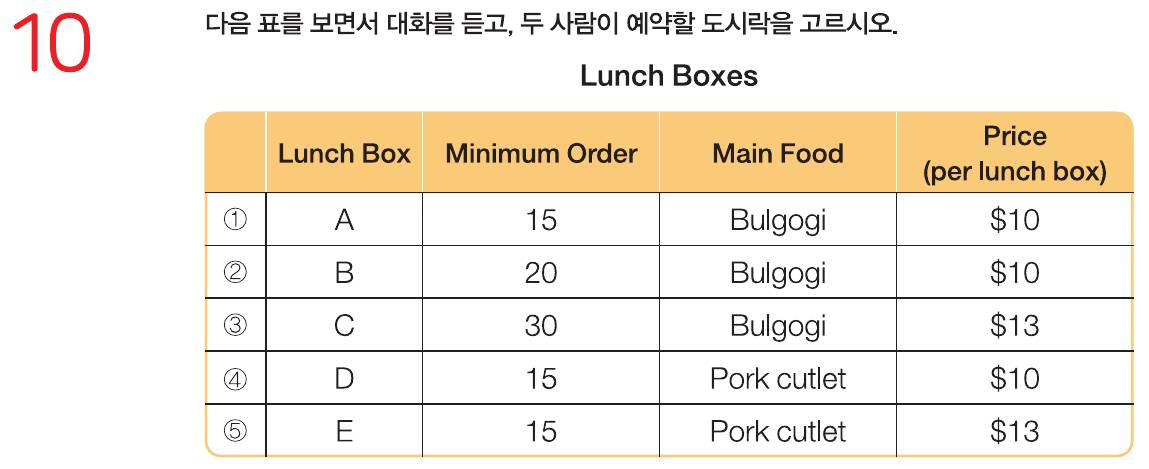 10
다음 표를 보면서 대화를 듣고, 두 사람이 예약할 도시락을 고르시오.
Lunch Boxes
Lunch Box Minimum Order Main Food Price (per lunch box)
① A 15 Bulgogi $10
② B 20 Bulgogi $10
③ C 30 Bulgogi $13
④ D 15 Pork cutlet $10
⑤ E 15 Pork cutlet $13